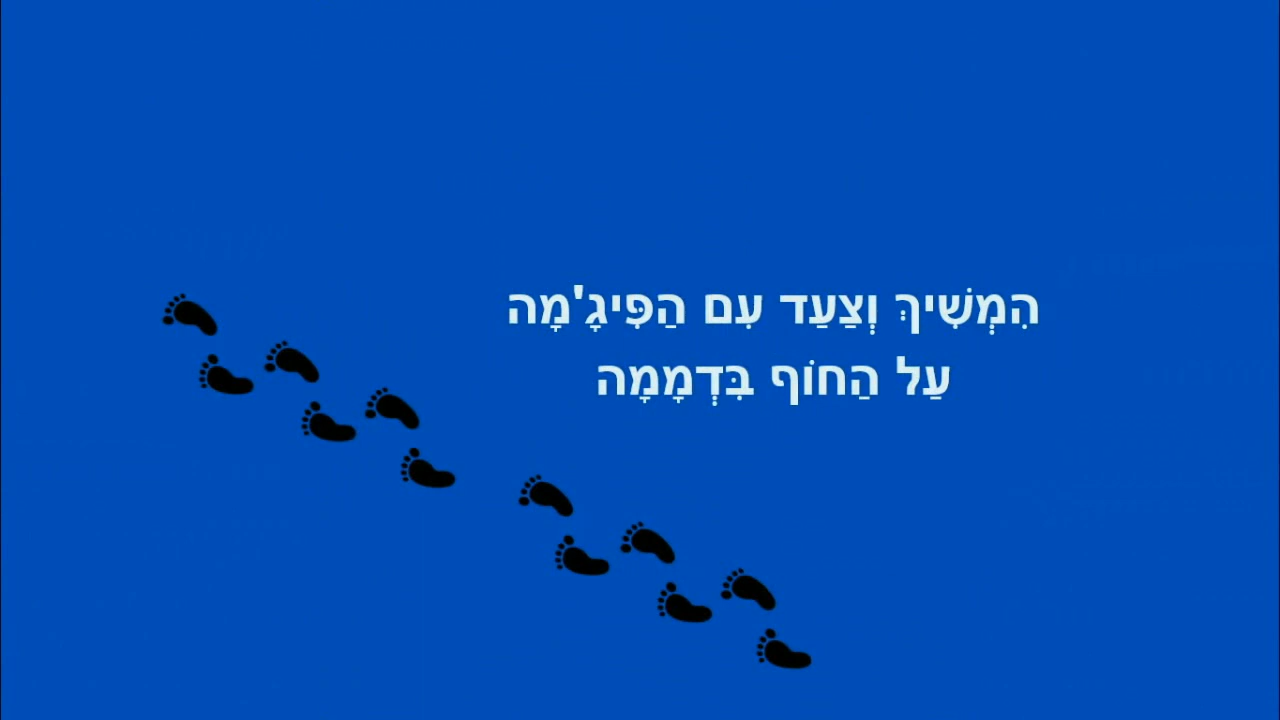 הִמְשִׁיךְ וְצַעַד עִם הַפִּיגָ'מָה
עַל הַחוֹף בִּדְמָמָה